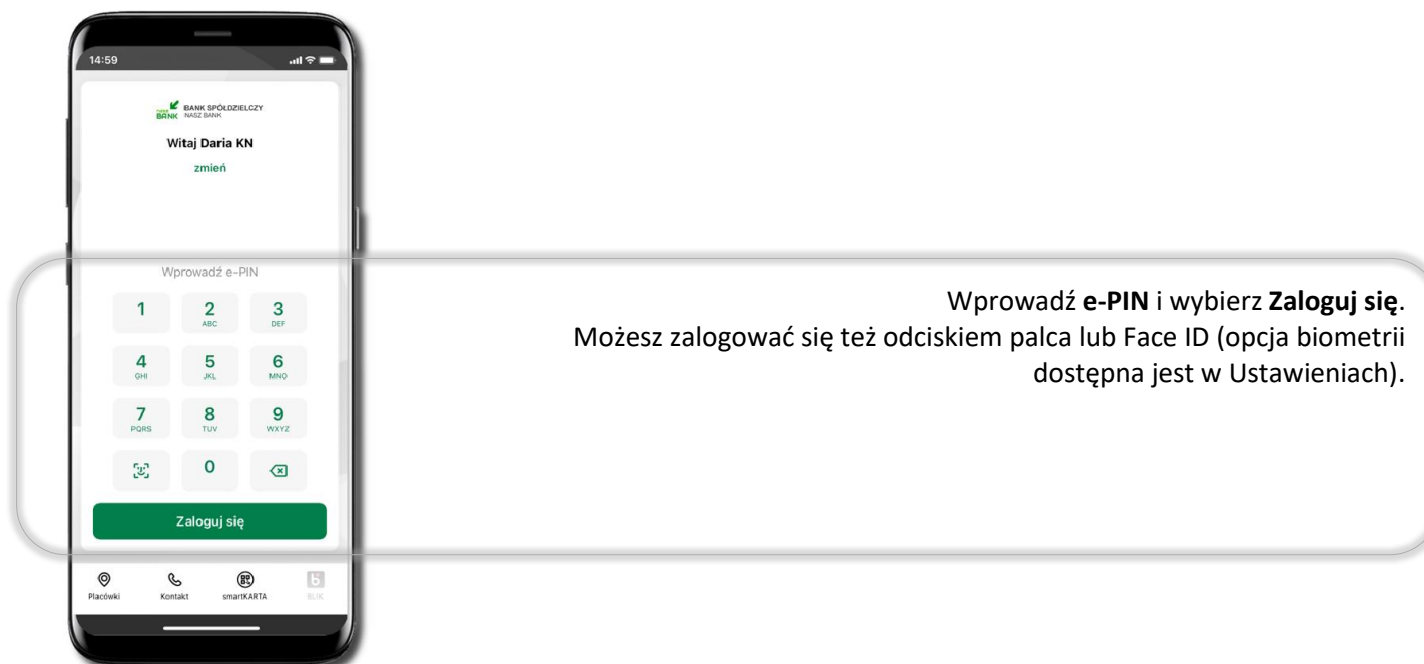 14:59
NASZ BANK
BANK SPÓŁDZIELCZY
NASZ BANK
Witaj Daria KN
zmień
Wprowadź e-PIN
1 2 3
ABC DEF
4 5 6
GHI JKL MNO
7 8 9
PQRS TUV WXYZ
0
Zaloguj się
Placówki Kontakt smartKARTA BLIK
Wprowadź e-PIN i wybierz Zaloguj się.
Możesz zalogować się też odciskiem palca lub Face ID (opcja biometrii
dostępna jest w Ustawieniach).